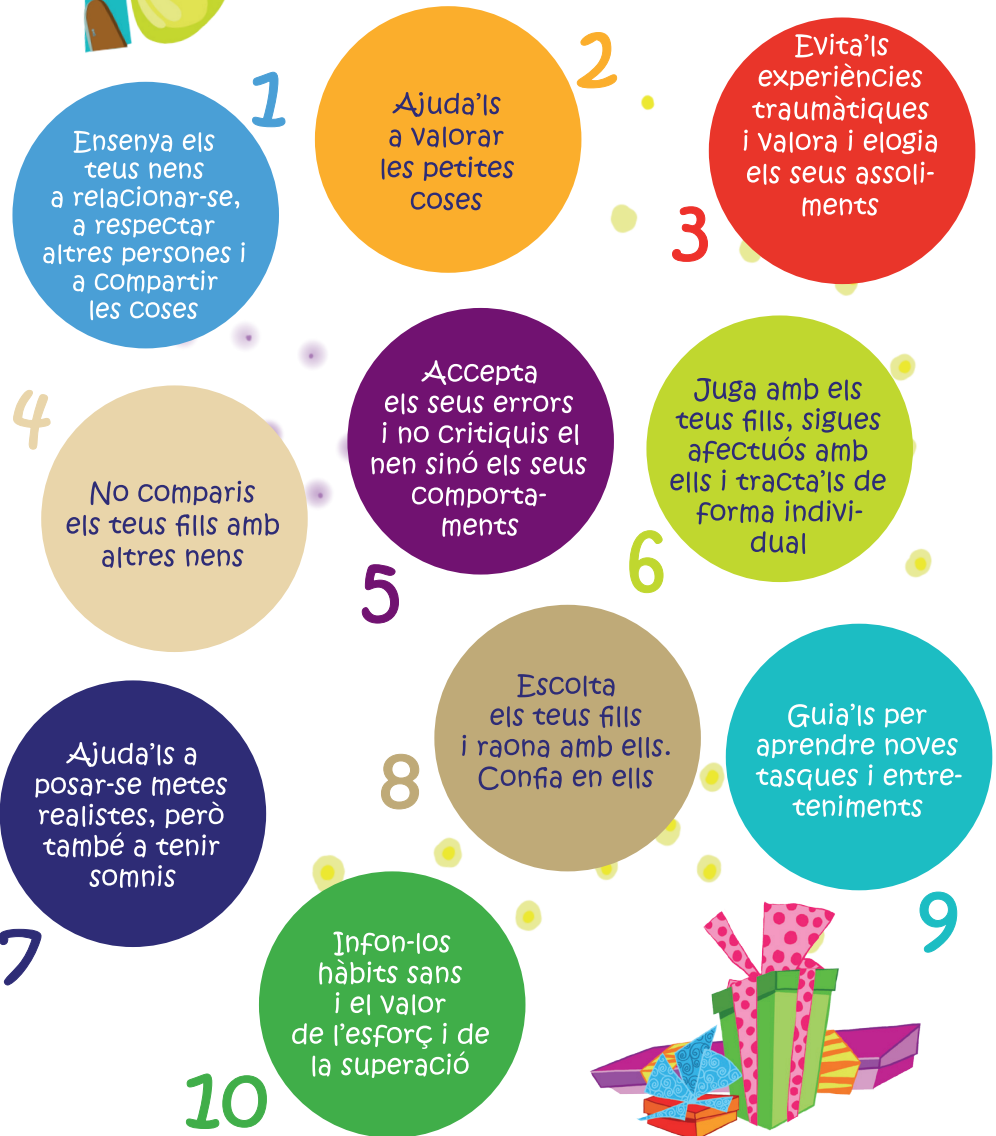 1
Ensenya els
teus nens
a relacionar-se,
a respectar
altres persones i
a compartir
les coses
2
Ajuda'ls
a valorar
les petites
coses
3
Evita'ls
experiències
traumàtiques
i valora i elogia
els seus assoli-
ments
4
No comparis
els teus fills amb
altres nens
5
Accepta
els seus errors
i no critiquis el
nen sinó els seus
comporta-
ments
6
Juga amb els
teus fills, sigues
afectuós amb
ells i tracta'ls de
forma indivi-
dual
7
Ajuda'ls a
posar-se metes
realistes, però
també a tenir
somnis
8
Escolta
els teus fills
i raona amb ells.
Confia en ells
9
Guia'ls per
aprendre noves
tasques i entre-
teniments
10
Infon-los
hàbits sans
i el valor
de l'esforç i de
la superació